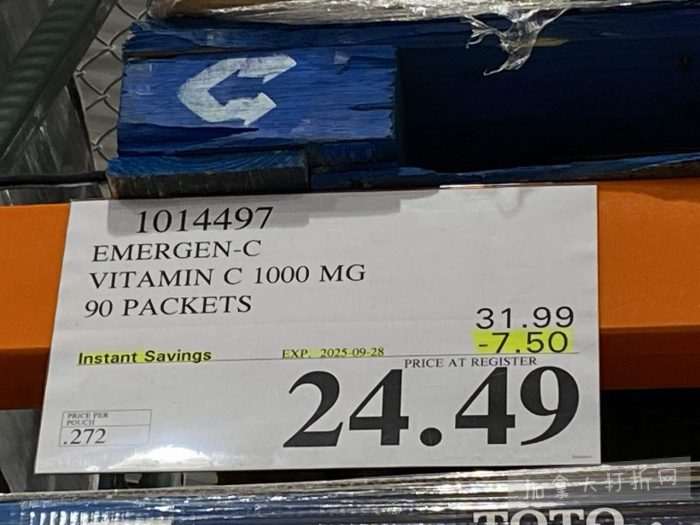 1014497
EMERGEN-C
VITAMIN C 1000 MG
90 PACKETS
31.99
-7.50
Instant Savings
EXP. 2025-09-28
PRICE AT REGISTER
24.49
PRICE PER
POUCH
.272
加拿大打折网
TOTO